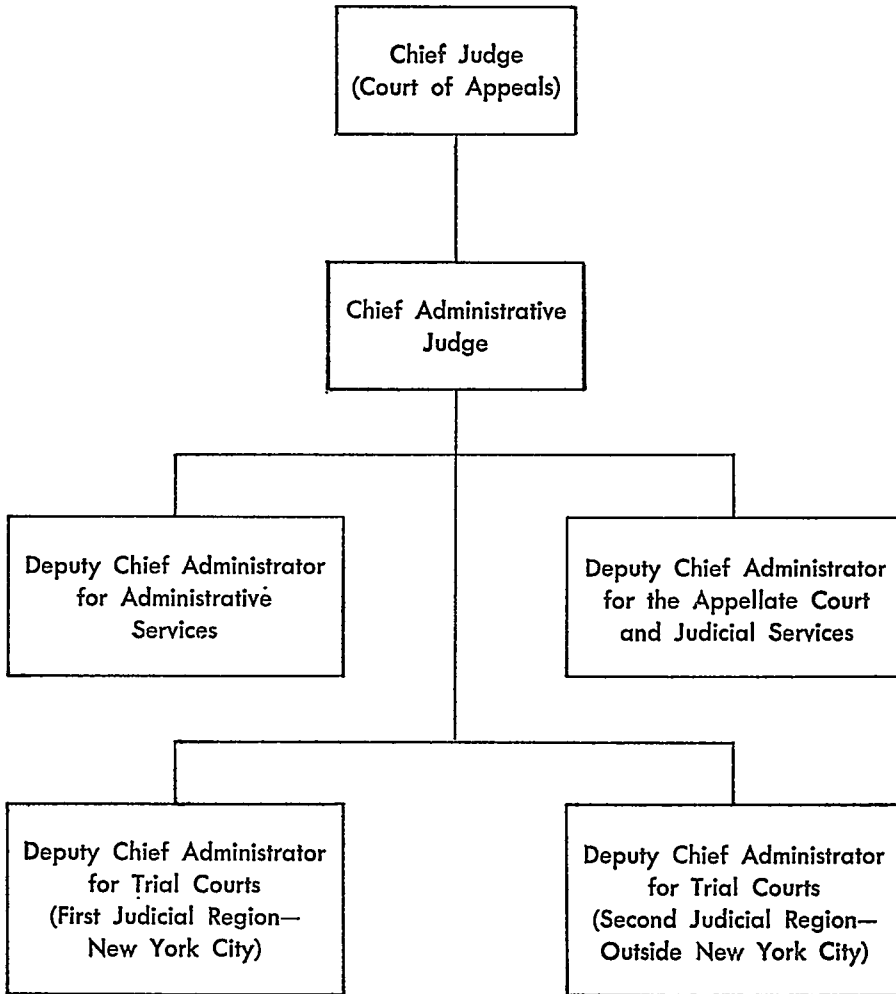 Chief Judge
(Court of Appeals)
Chief Administrative
Judge
Deputy Chief Administrator
for Administrative
Services
Deputy Chief Administrator
for the Appellate Court
and Judicial Services
Deputy Chief Administrator
for Trial Courts
(First Judicial Region—
New York City)
Deputy Chief Administrator
for Trial Courts
(Second Judicial Region—
Outside New York City)